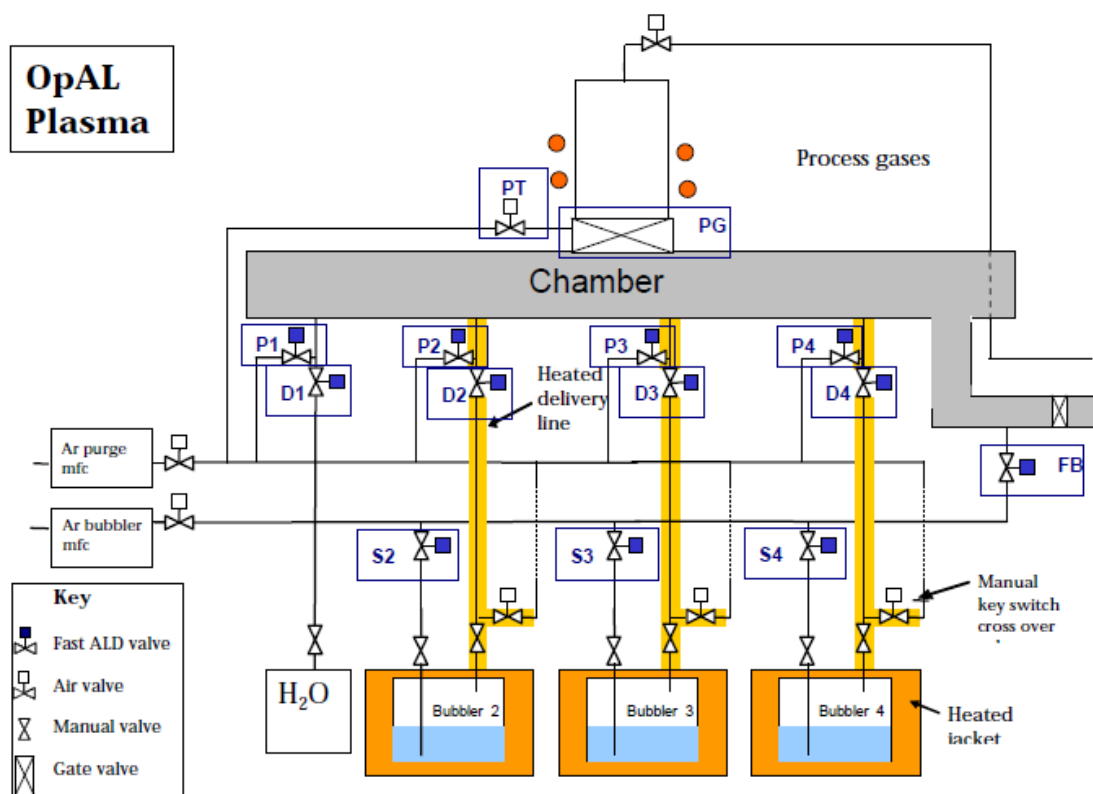 OpAL
Plasma
Process gases
PT
PG
Chamber
P1
P2
P3
P4
D1
D2
D3
D4
Heated
delivery
line
Ar purge
mfc
FB
Ar bubbler
mfc
S2
S3
S4
Key
Fast ALD valve
Air valve
Manual valve
Gate valve
Manual
key switch
cross over
H₂O
Bubbler 2
Bubbler 3
Bubbler 4
Heated
jacket